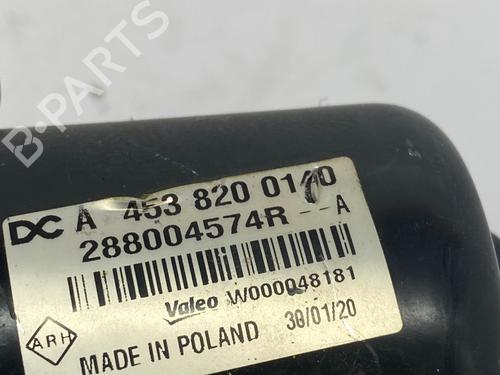 B-PARTS
DC A 453 820 01
288004574R --A
Valeo W000048181
ARH
MADE IN POLAND 30/01/20